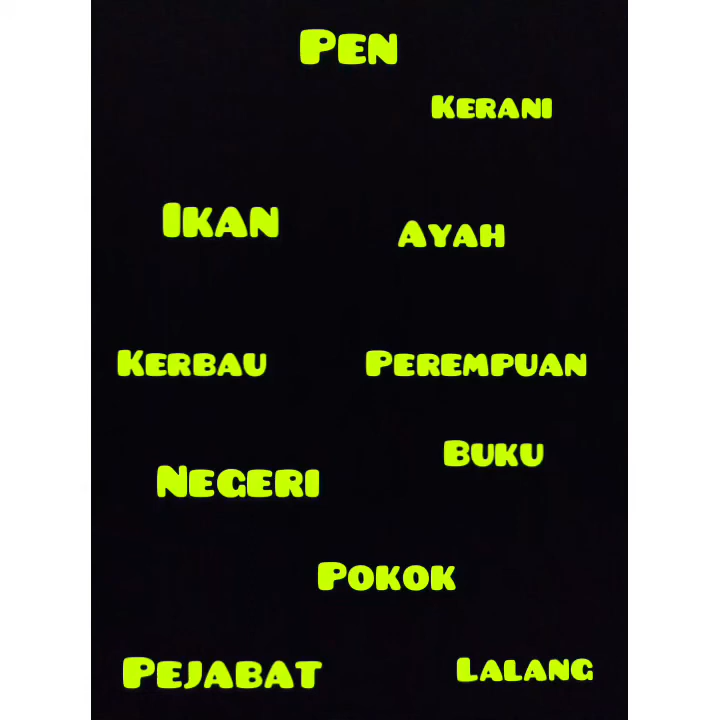 Pen
Kerani
Ikan
Ayah
Kerbau
Perempuan
Buku
Negeri
Pokok
Pejabat
Lalang